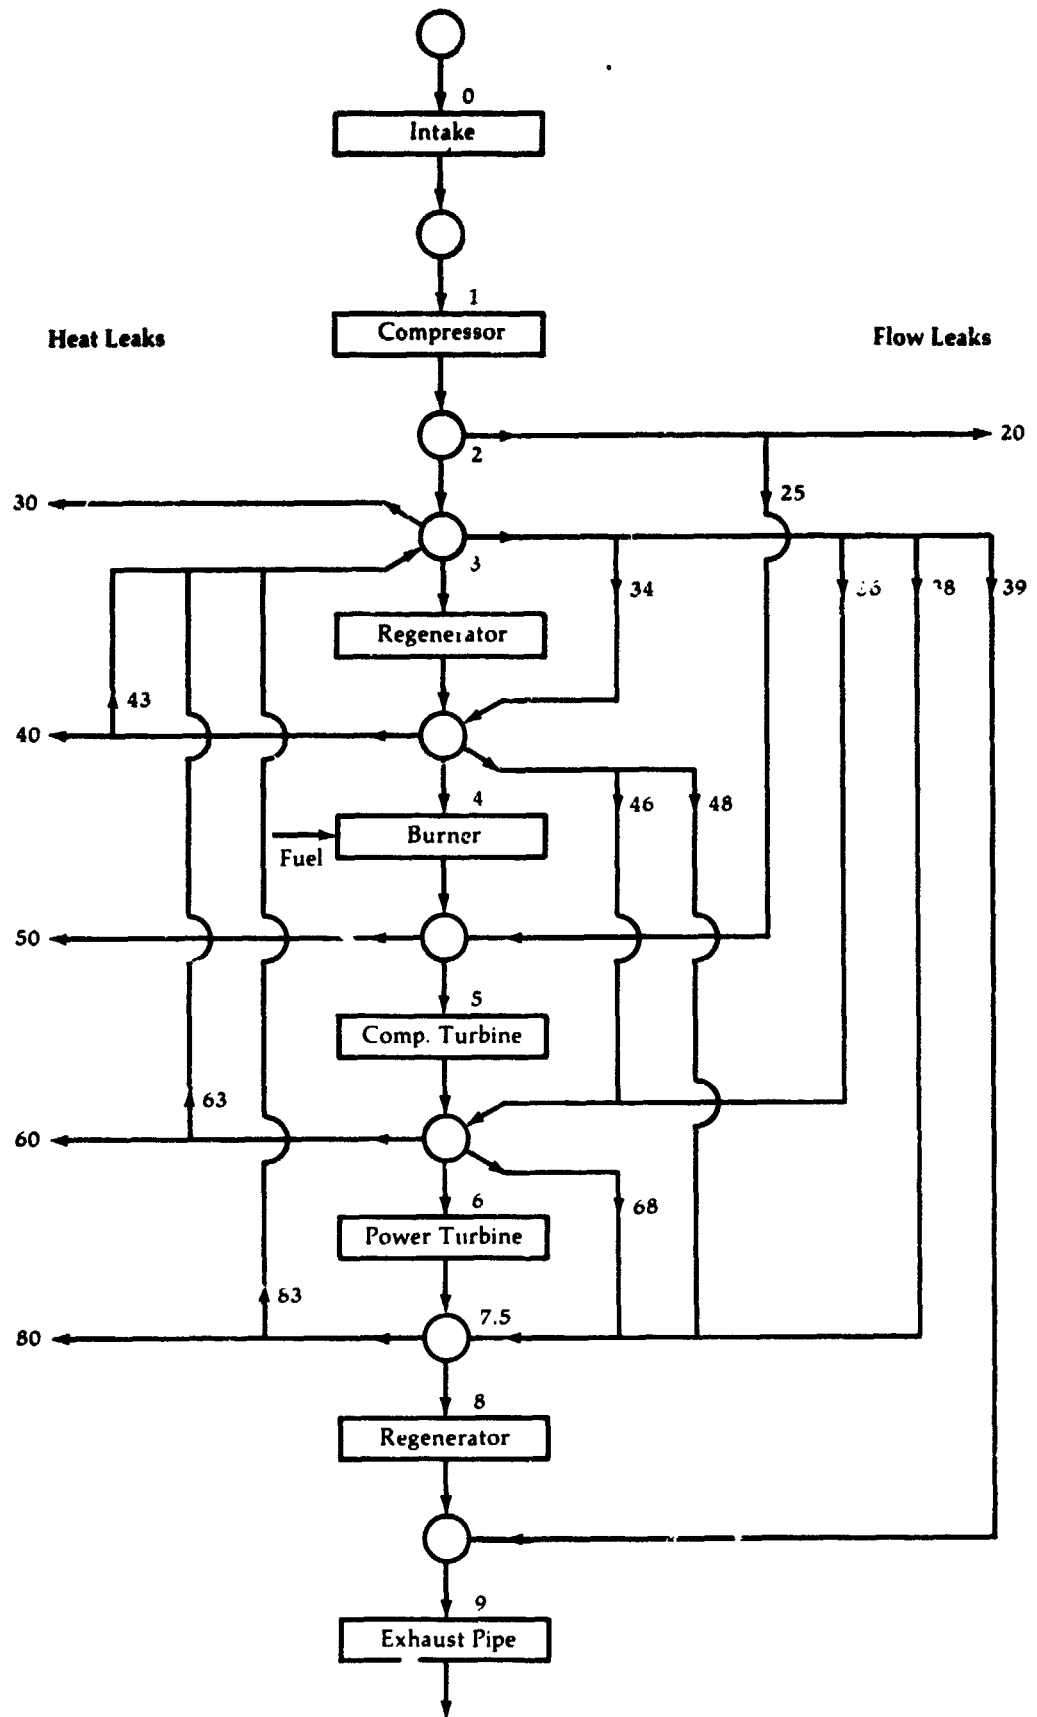 0
Intake
1
Compressor
Heat Leaks
Flow Leaks
2
20
25
30
3
34
38
39
Regenerator
43
40
4
46
48
Burner
Fuel
50
5
Comp. Turbine
63
60
6
68
Power Turbine
7.5
80
8
Regenerator
9
Exhaust Pipe